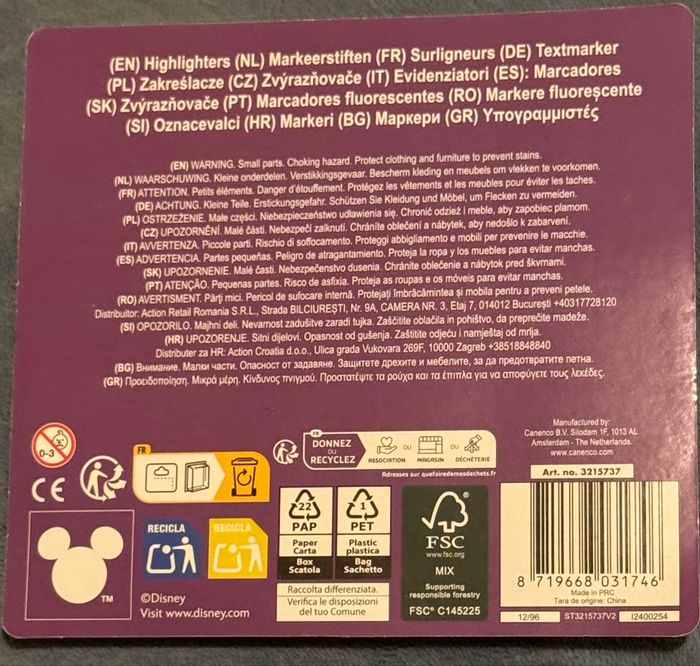 (EN) Highlighters (NL) Markeerstiften (FR) Surligneurs (DE) Textmarker
(PL) Zakreślacze (CZ) Zvýrazňovače (IT) Evidenziatori (ES): Marcadores
(SK) Zvýrazňovače (PT) Marcadores fluorescentes (RO) Markere fluorescente
(SI) Oznacevalci (HR) Markeri (BG) Маркери (GR) Υπογραμμιστές
(EN) WARNING. Small parts. Choking hazard. Protect clothing and furniture to prevent stains.
(NL) WAARSCHUWING. Kleine onderdelen. Verstikkingsgevaar. Bescherm kleding en meubels om vlekken te voorkomen.
(FR) ATTENTION. Petits éléments. Danger d'étouffement. Protégez les vêtements et les meubles pour éviter les taches.
(DE) ACHTUNG. Kleine Teile. Erstickungsgefahr. Schützen Sie Kleidung und Möbel, um Flecken zu vermeiden.
(PL) OSTRZEŻENIE. Małe części. Niebezpieczeństwo udławienia się. Chronić odzież i meble, aby zapobiec plamom.
(CZ) UPOZORNĚNÍ. Malé části. Nebezpečí zalknutí. Chraňte oblečení a nábytek, aby nedošlo k zabarvení.
(IT) AVVERTENZA. Piccole parti. Rischio di soffocamento. Proteggi abbigliamento e mobili per prevenire le macchie.
(ES) ADVERTENCIA. Partes pequeñas. Peligro de atragantamiento. Proteja la ropa y los muebles para evitar manchas.
(SK) UPOZORNENIE. Malé časti. Nebezpečenstvo dusenia. Chráňte oblečenie a nábytok pred škvrnami.
(PT) ATENÇÃO. Pequenas partes. Risco de asfixia. Proteja as roupas e os móveis para evitar manchas.
(RO) AVERTISMENT. Părți mici. Pericol de sufocare internă. Protejați îmbrăcămintea și mobila pentru a preveni petele.
Distribuitor: Action Retail Romania S.R.L., Strada BILCIUREȘTI, Nr. 9A, CAMERA NR. 3, Etaj 7, 014012 București +40317728120
(SI) OPOZORILO. Majhni deli. Nevarnost zadušitve zaradi tujka. Zaščitite oblačila in pohištvo, da preprečite madeže.
(HR) UPOZORENJE. Sitni dijelovi. Opasnost od gušenja. Zaštitite odjeću i namještaj od mrlja.
Distributer za HR: Action Croatia d.o.o., Ulica grada Vukovara 269F, 10000 Zagreb +38518848840
(BG) Внимание. Малки части. Опасност от задавяне. Защитете дрехите и мебелите, за да предотвратите петна.
(GR) Προειδοποίηση. Μικρά μέρη. Κίνδυνος πνιγμού. Προστατέψτε τα ρούχα και τα έπιπλα για να αποφύγετε τους λεκέδες.
0-3
CE
FR
FR
DONNEZ
ou
RECYCLEZ
ASSOCIATION
OU
MAGASIN
OU
DÉCHÈTERIE
Adresses sur quefairedemesdechets.fr
Manufactured by:
Canenco B.V. Silodam 1F, 1013 AL
Amsterdam - The Netherlands.
www.canenco.com
Art. no. 3215737
™
RECICLA
RECICLA
©Disney
Visit www.disney.com
22
PAP
Paper
Carta
Box
Scatola
1
PET
Plastic
plastica
Bag
Sachetto
Raccolta differenziata.
Verifica le disposizioni
del tuo Comune
FSC
www.fsc.org
MIX
Supporting
responsible forestry
FSC® C145225
8 719668 031746
Made in PRC
Tara de origine: China
12/96
ST3215737V2
I2400254